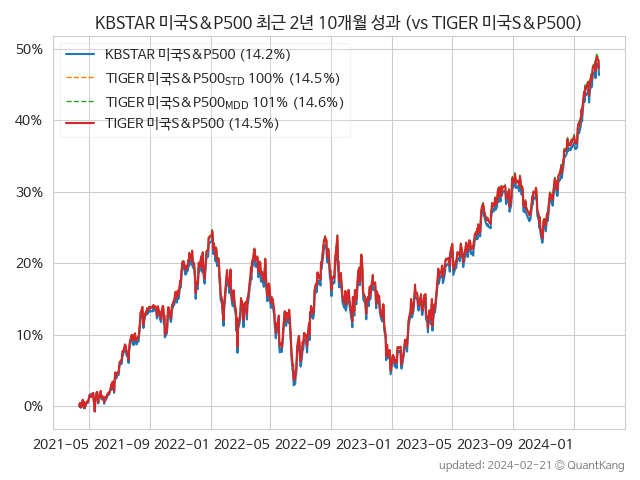 KBSTAR 미국S&P500 최근 2년 10개월 성과 (vs TIGER 미국S&P500)
50%
40%
30%
20%
10%
0%
KBSTAR 미국S&P500 (14.2%)
TIGER 미국S&P500STD 100% (14.5%)
TIGER 미국S&P500MDD 101% (14.6%)
TIGER 미국S&P500 (14.5%)
2021-05 2021-09 2022-01 2022-05 2022-09 2023-01 2023-05 2023-09 2024-01
updated: 2024-02-21 © QuantKang